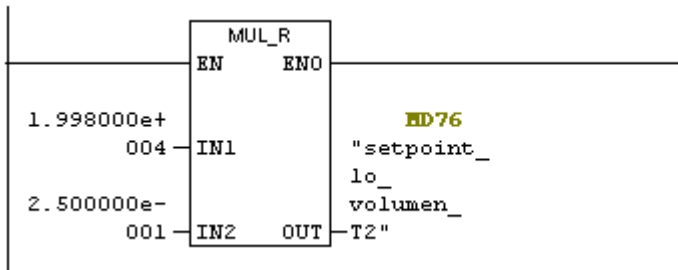 MUL_R
EN ENO
1.998000e+ MD76
004 IN1 "setpoint_
lo_
2.500000e- volumen_
001 IN2 OUT T2"